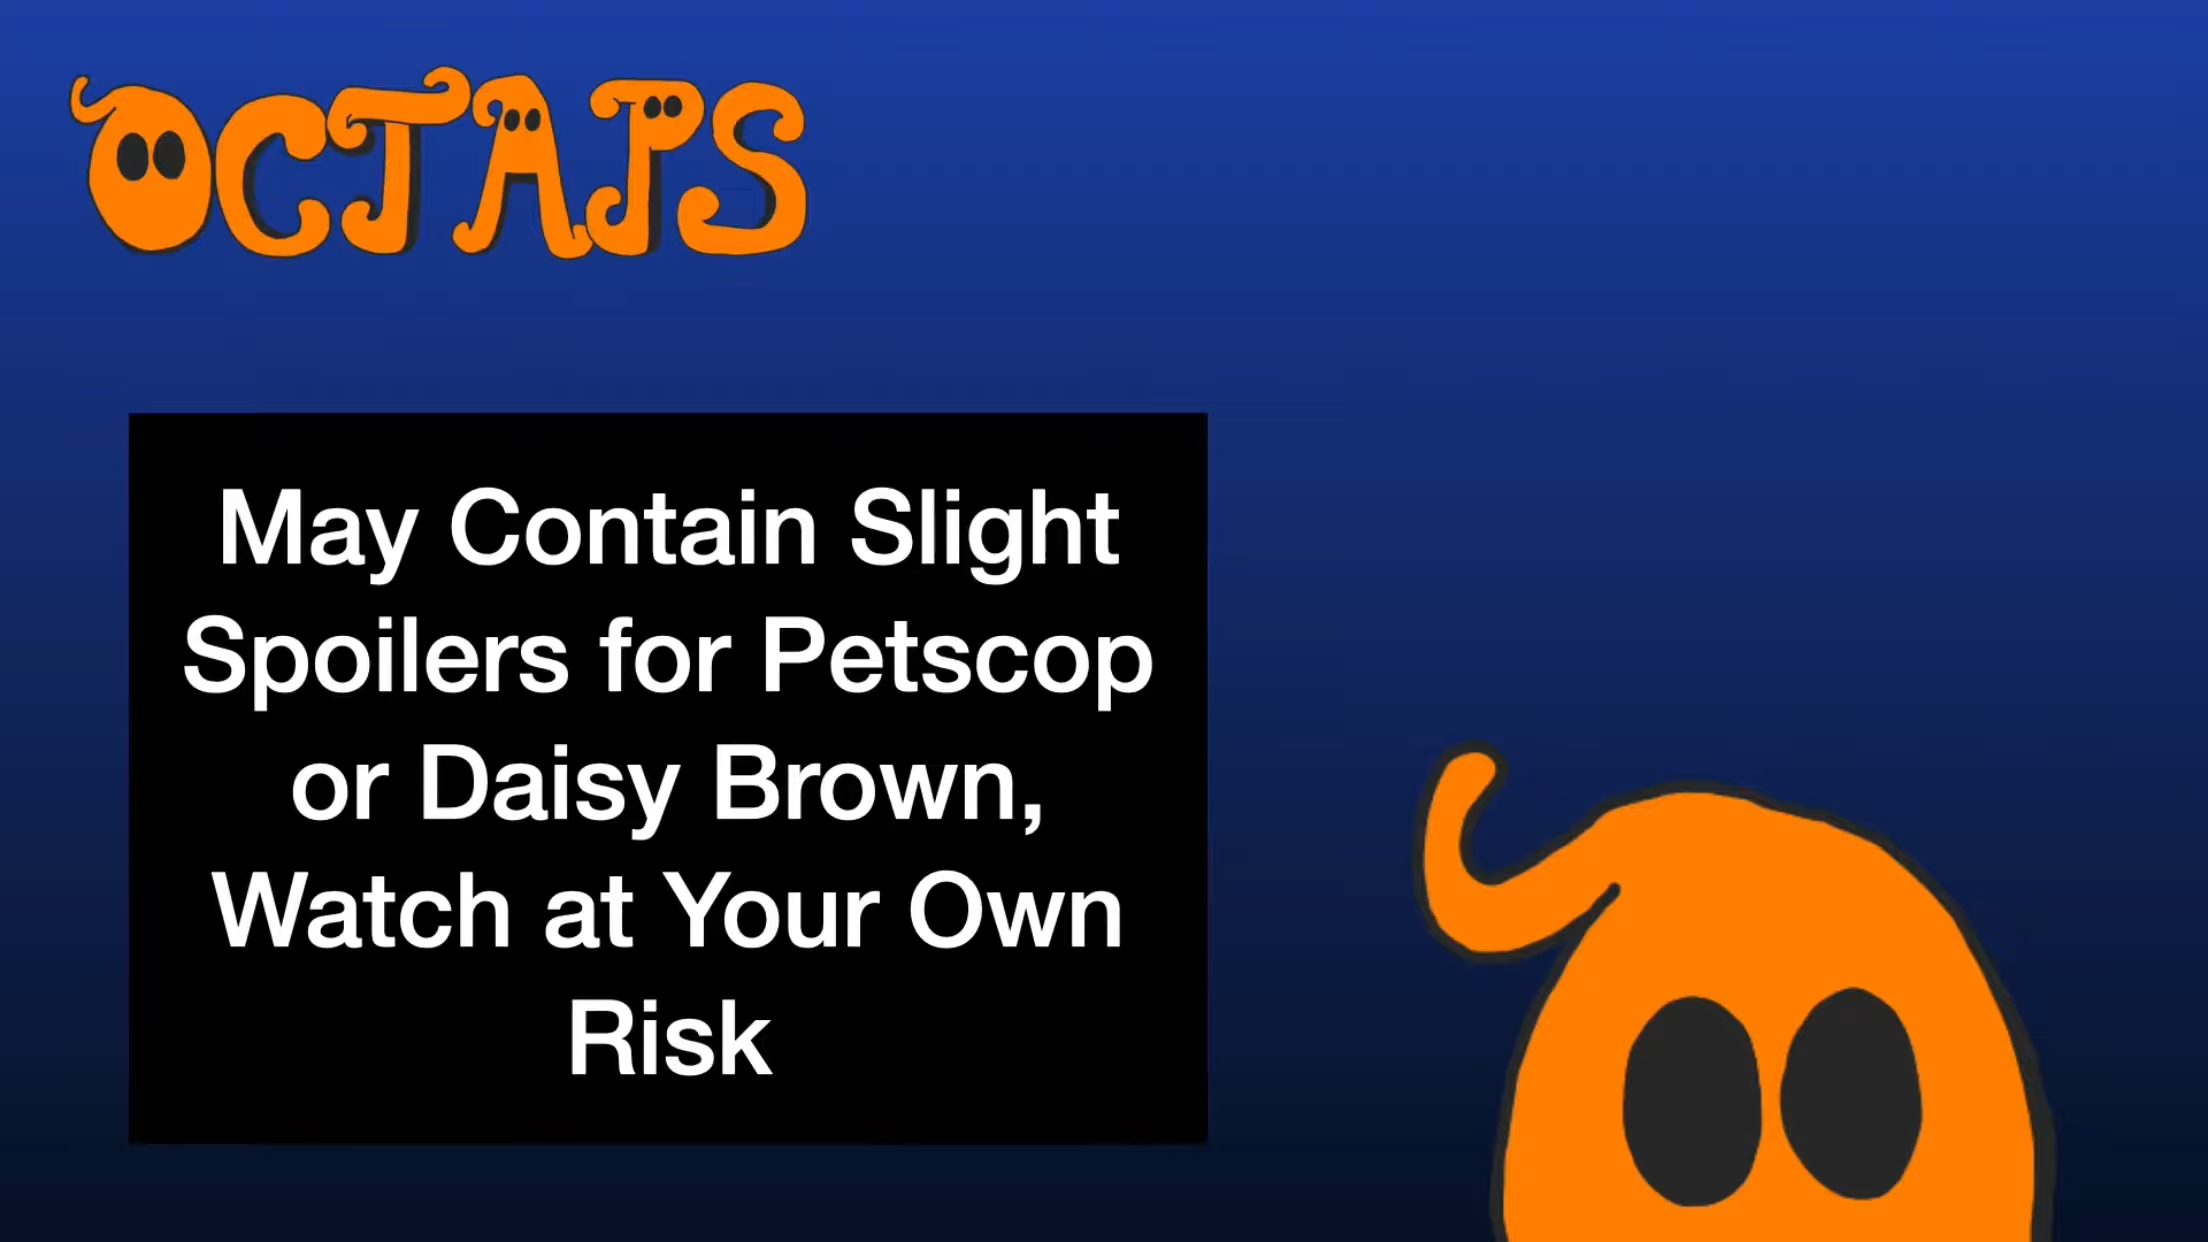 OCTAPS
May Contain Slight
Spoilers for Petscop
or Daisy Brown,
Watch at Your Own
Risk